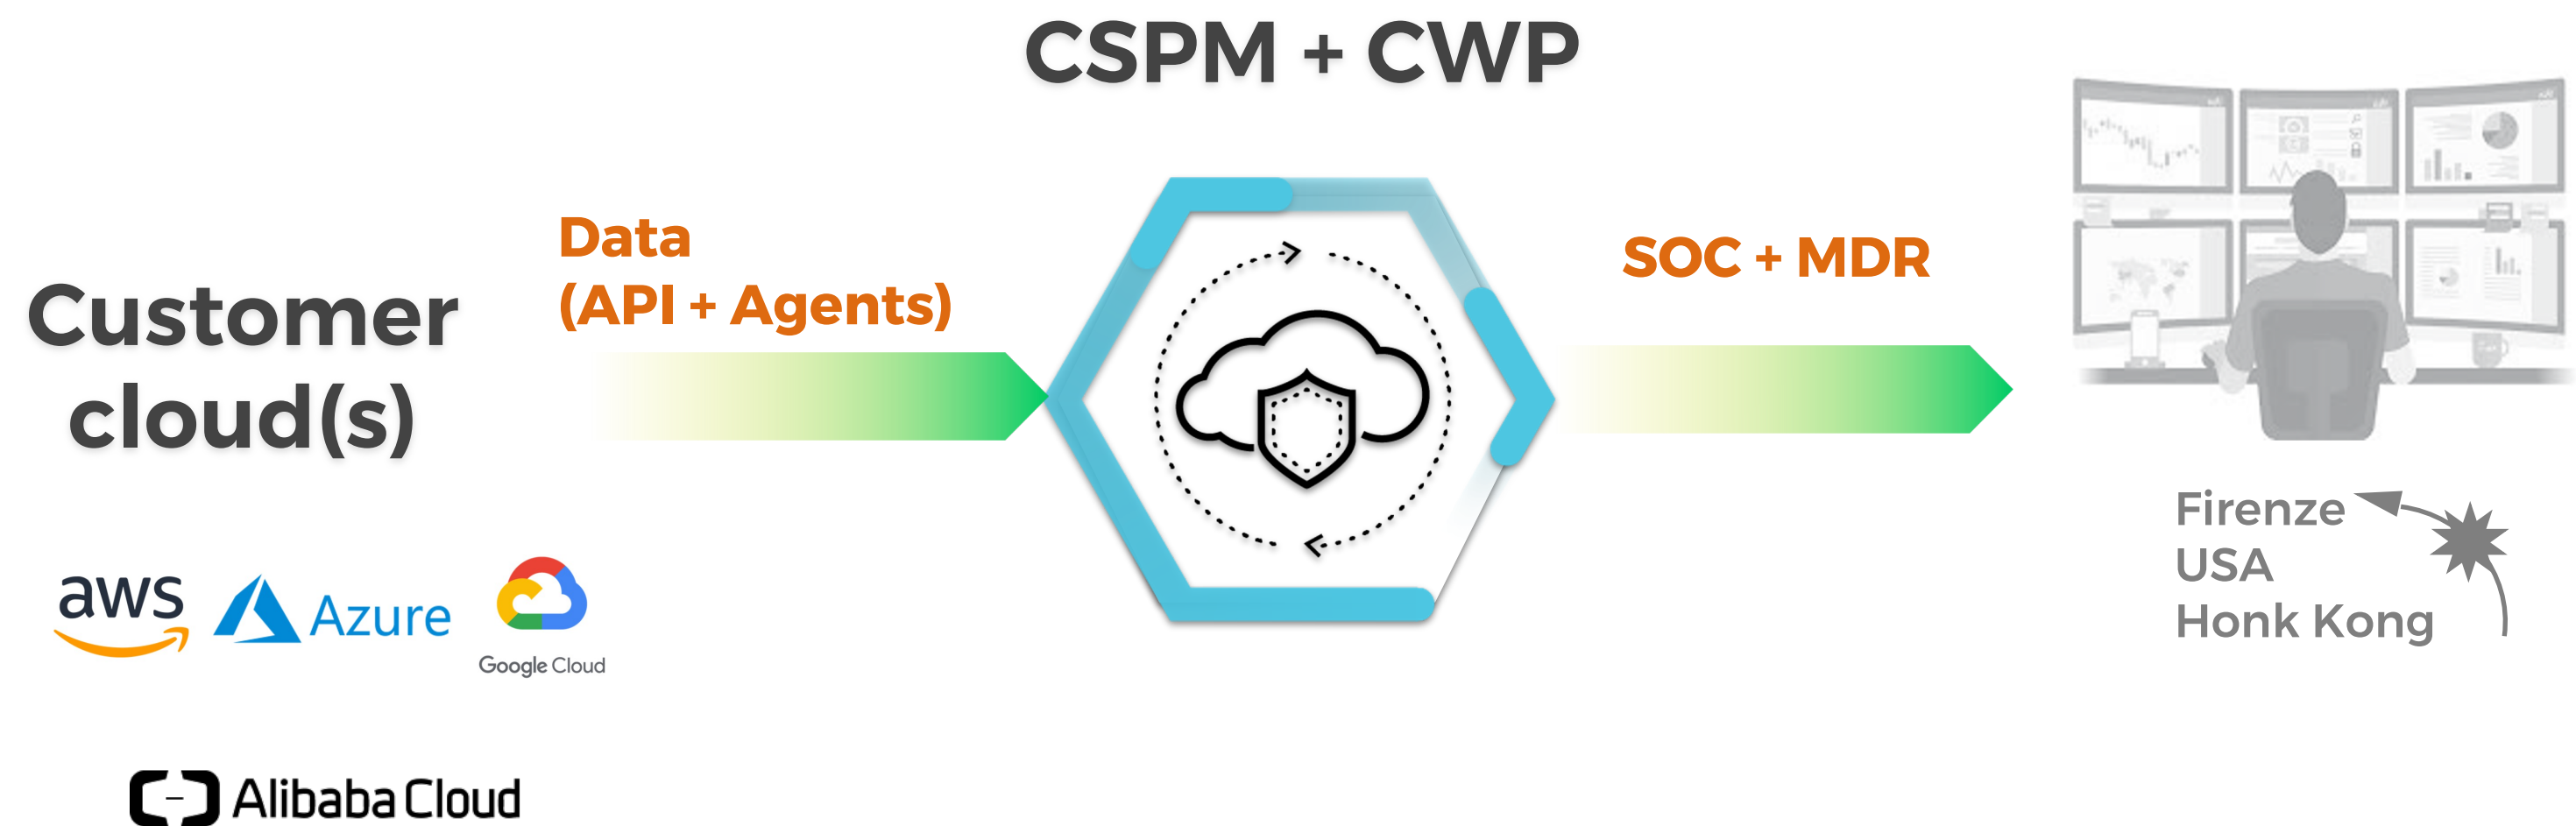 CSPM + CWP
Customer
cloud(s)
Data
(API + Agents)
SOC + MDR
aws
Azure
Google Cloud
Alibaba Cloud
Firenze
USA
Honk Kong